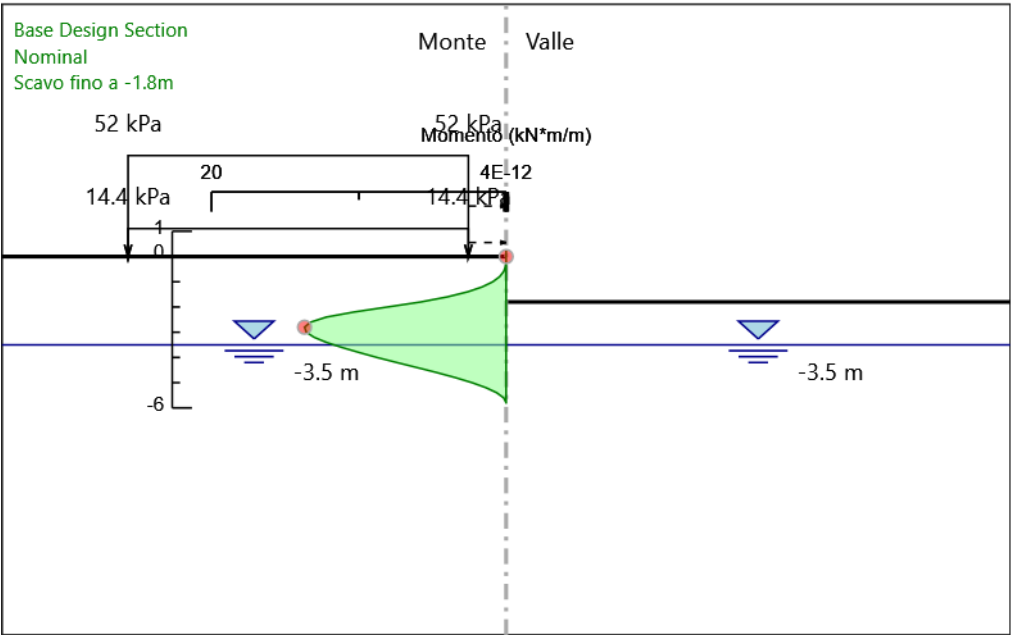 Base Design Section
Nominal
Scavo fino a -1.8m
Monte
Valle
52 kPa
52 kPa
Momento (kN*m/m)
20
4E-12
14.4 kPa
14.4 kPa
1
0
-3.5 m
-3.5 m
-6